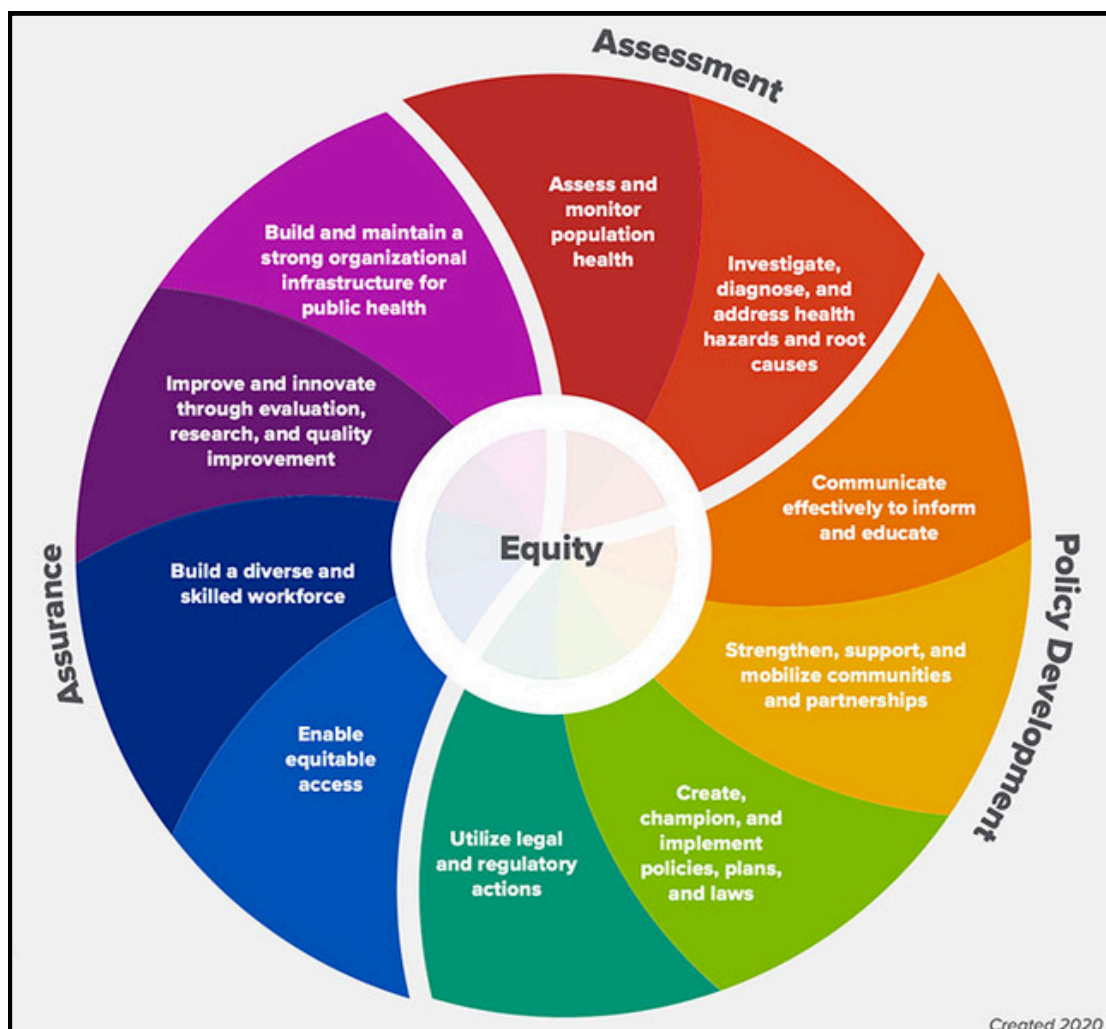 Assessment
Assess and
monitor
population
health
Investigate,
diagnose, and
address health
hazards and root
causes
Policy Development
Communicate
effectively to inform
and educate
Strengthen, support, and
mobilize communities
and partnerships
Create,
champion, and
implement
policies, plans,
and laws
Utilize legal
and regulatory
actions
Assurance
Enable
equitable
access
Build a diverse and
skilled workforce
Improve and innovate
through evaluation,
research, and quality
improvement
Build and maintain a
strong organizational
infrastructure for
public health
Equity
Created 2020